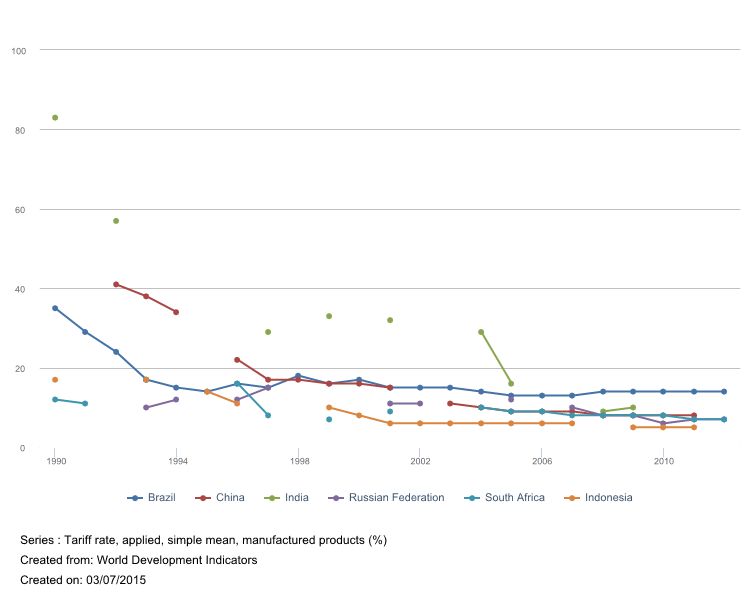 100
80
60
40
20
0
1990 1994 1998 2002 2006 2010
Brazil China India Russian Federation South Africa Indonesia
Series : Tariff rate, applied, simple mean, manufactured products (%)
Created from: World Development Indicators
Created on: 03/07/2015